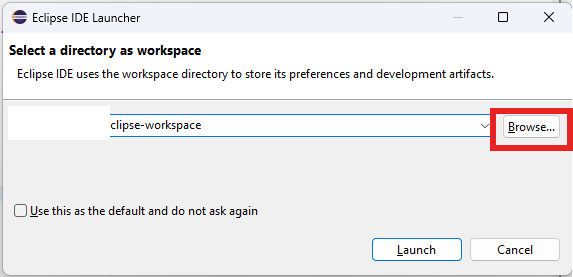 Eclipse IDE Launcher
Select a directory as workspace
Eclipse IDE uses the workspace directory to store its preferences and development artifacts.
clipse-workspace
Browse...
Use this as the default and do not ask again
Launch
Cancel